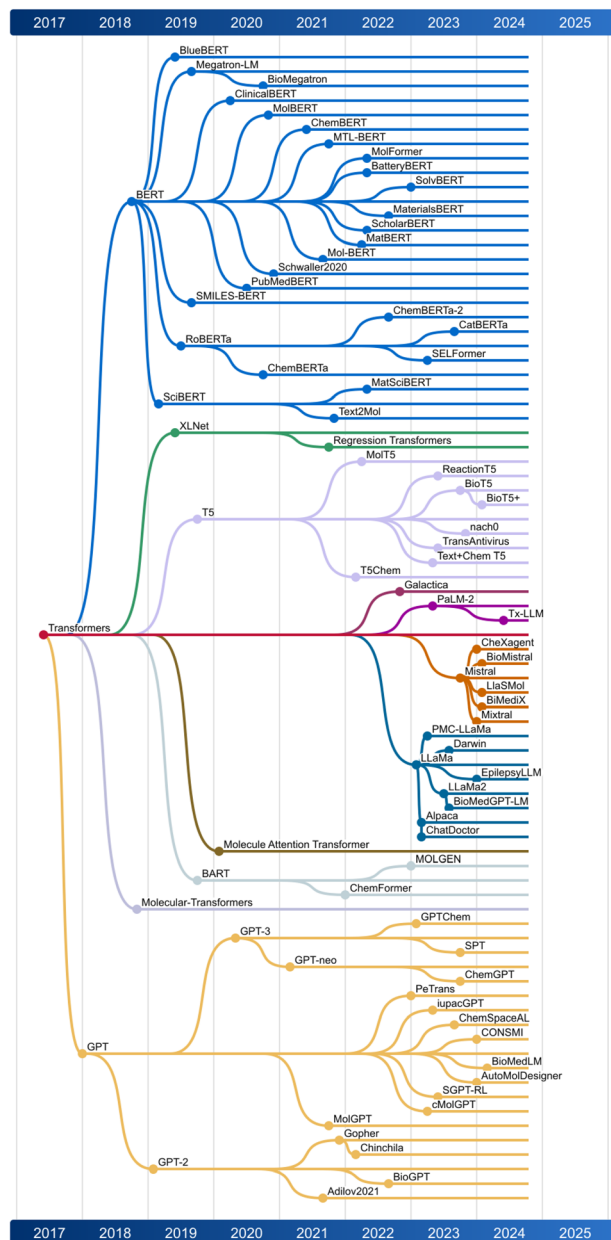 2017 2018 2019 2020 2021 2022 2023 2024 2025
BlueBERT
Megatron-LM
BioMegatron
ClinicalBERT
MolBERT
ChemBERT
MTL-BERT
MolFormer
BatteryBERT
SolvBERT
BERT
MaterialsBERT
ScholarBERT
MatBERT
Mol-BERT
Schwaller2020
PubMedBERT
SMILES-BERT
ChemBERTa-2
CatBERTa
RoBERTa
SELFormer
ChemBERTa
MatSciBERT
SciBERT
Text2Mol
XLNet
Regression Transformers
MolT5
ReactionT5
BioT5
BioT5+
T5
nach0
TransAntivirus
Text+Chem T5
T5Chem
Galactica
PaLM-2
Tx-LLM
Transformers
CheXagent
BioMistral
Mistral
LlaSMol
BiMediX
Mixtral
PMC-LLaMa
Darwin
LLaMa
EpilepsyLLM
LLaMa2
BioMedGPT-LM
Alpaca
ChatDoctor
Molecule Attention Transformer
MOLGEN
BART
ChemFormer
Molecular-Transformers
GPTChem
GPT-3
SPT
GPT-neo
ChemGPT
PeTrans
iupacGPT
ChemSpaceAL
CONSMI
GPT
BioMedLM
AutoMolDesigner
SGPT-RL
cMolGPT
MolGPT
Gopher
Chinchila
GPT-2
BioGPT
Adilov2021
2017 2018 2019 2020 2021 2022 2023 2024 2025